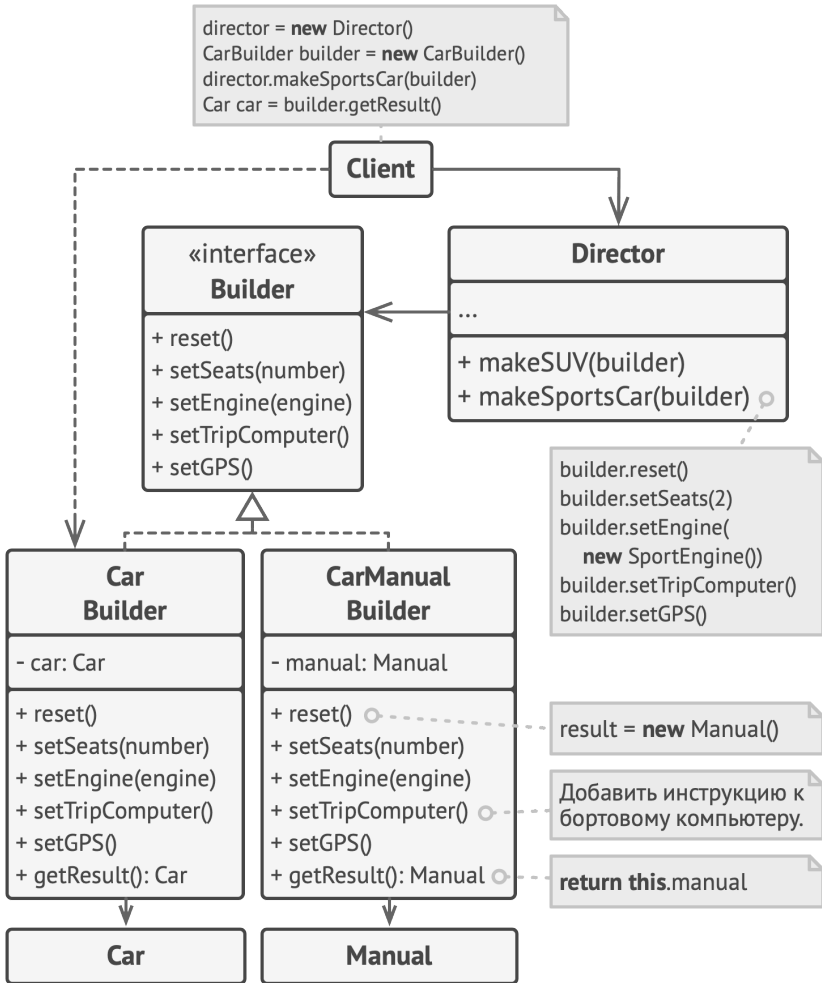 director = new Director()
CarBuilder builder = new CarBuilder()
director.makeSportsCar(builder)
Car car = builder.getResult()
Client
«interface»
Builder
+ reset()
+ setSeats(number)
+ setEngine(engine)
+ setTripComputer()
+ setGPS()
Director
...
+ makeSUV(builder)
+ makeSportsCar(builder)
builder.reset()
builder.setSeats(2)
builder.setEngine(
new SportEngine())
builder.setTripComputer()
builder.setGPS()
Car
Builder
- car: Car
+ reset()
+ setSeats(number)
+ setEngine(engine)
+ setTripComputer()
+ setGPS()
+ getResult(): Car
CarManual
Builder
- manual: Manual
+ reset()
+ setSeats(number)
+ setEngine(engine)
+ setTripComputer()
+ setGPS()
+ getResult(): Manual
result = new Manual()
Добавить инструкцию к
бортовому компьютеру.
return this.manual
Car
Manual